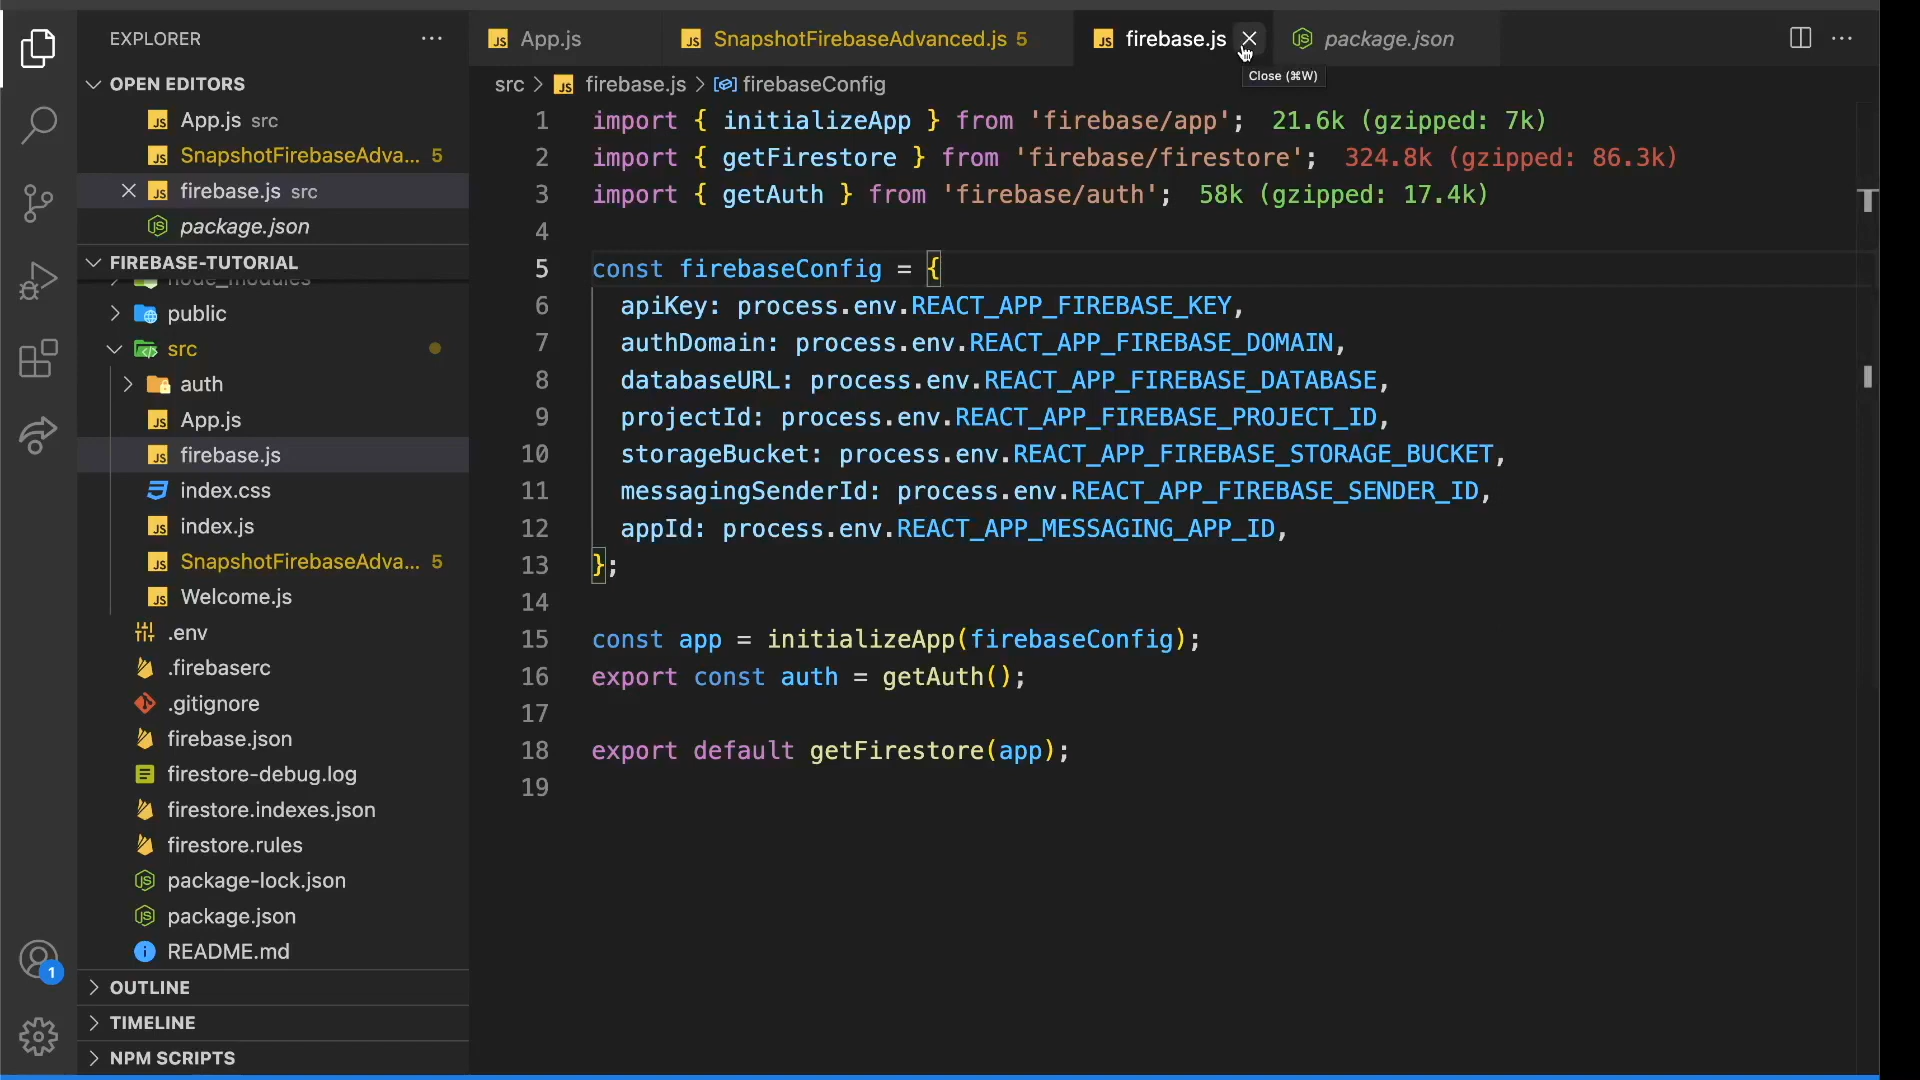 EXPLORER
OPEN EDITORS
App.js src
SnapshotFirebaseAdva... 5
firebase.js src
package.json
FIREBASE-TUTORIAL
node_modules
public
src
auth
App.js
firebase.js
index.css
index.js
SnapshotFirebaseAdva... 5
Welcome.js
.env
.firebaserc
.gitignore
firebase.json
firestore-debug.log
firestore.indexes.json
firestore.rules
package-lock.json
package.json
README.md
OUTLINE
TIMELINE
NPM SCRIPTS
1
App.js
SnapshotFirebaseAdvanced.js 5
firebase.js
package.json
Close (⌘W)
src > firebase.js > firebaseConfig
1 import { initializeApp } from 'firebase/app'; 21.6k (gzipped: 7k)
2 import { getFirestore } from 'firebase/firestore'; 324.8k (gzipped: 86.3k)
3 import { getAuth } from 'firebase/auth'; 58k (gzipped: 17.4k)
4
5 const firebaseConfig = {
6 apiKey: process.env.REACT_APP_FIREBASE_KEY,
7 authDomain: process.env.REACT_APP_FIREBASE_DOMAIN,
8 databaseURL: process.env.REACT_APP_FIREBASE_DATABASE,
9 projectId: process.env.REACT_APP_FIREBASE_PROJECT_ID,
10 storageBucket: process.env.REACT_APP_FIREBASE_STORAGE_BUCKET,
11 messagingSenderId: process.env.REACT_APP_FIREBASE_SENDER_ID,
12 appId: process.env.REACT_APP_MESSAGING_APP_ID,
13 };
14
15 const app = initializeApp(firebaseConfig);
16 export const auth = getAuth();
17
18 export default getFirestore(app);
19